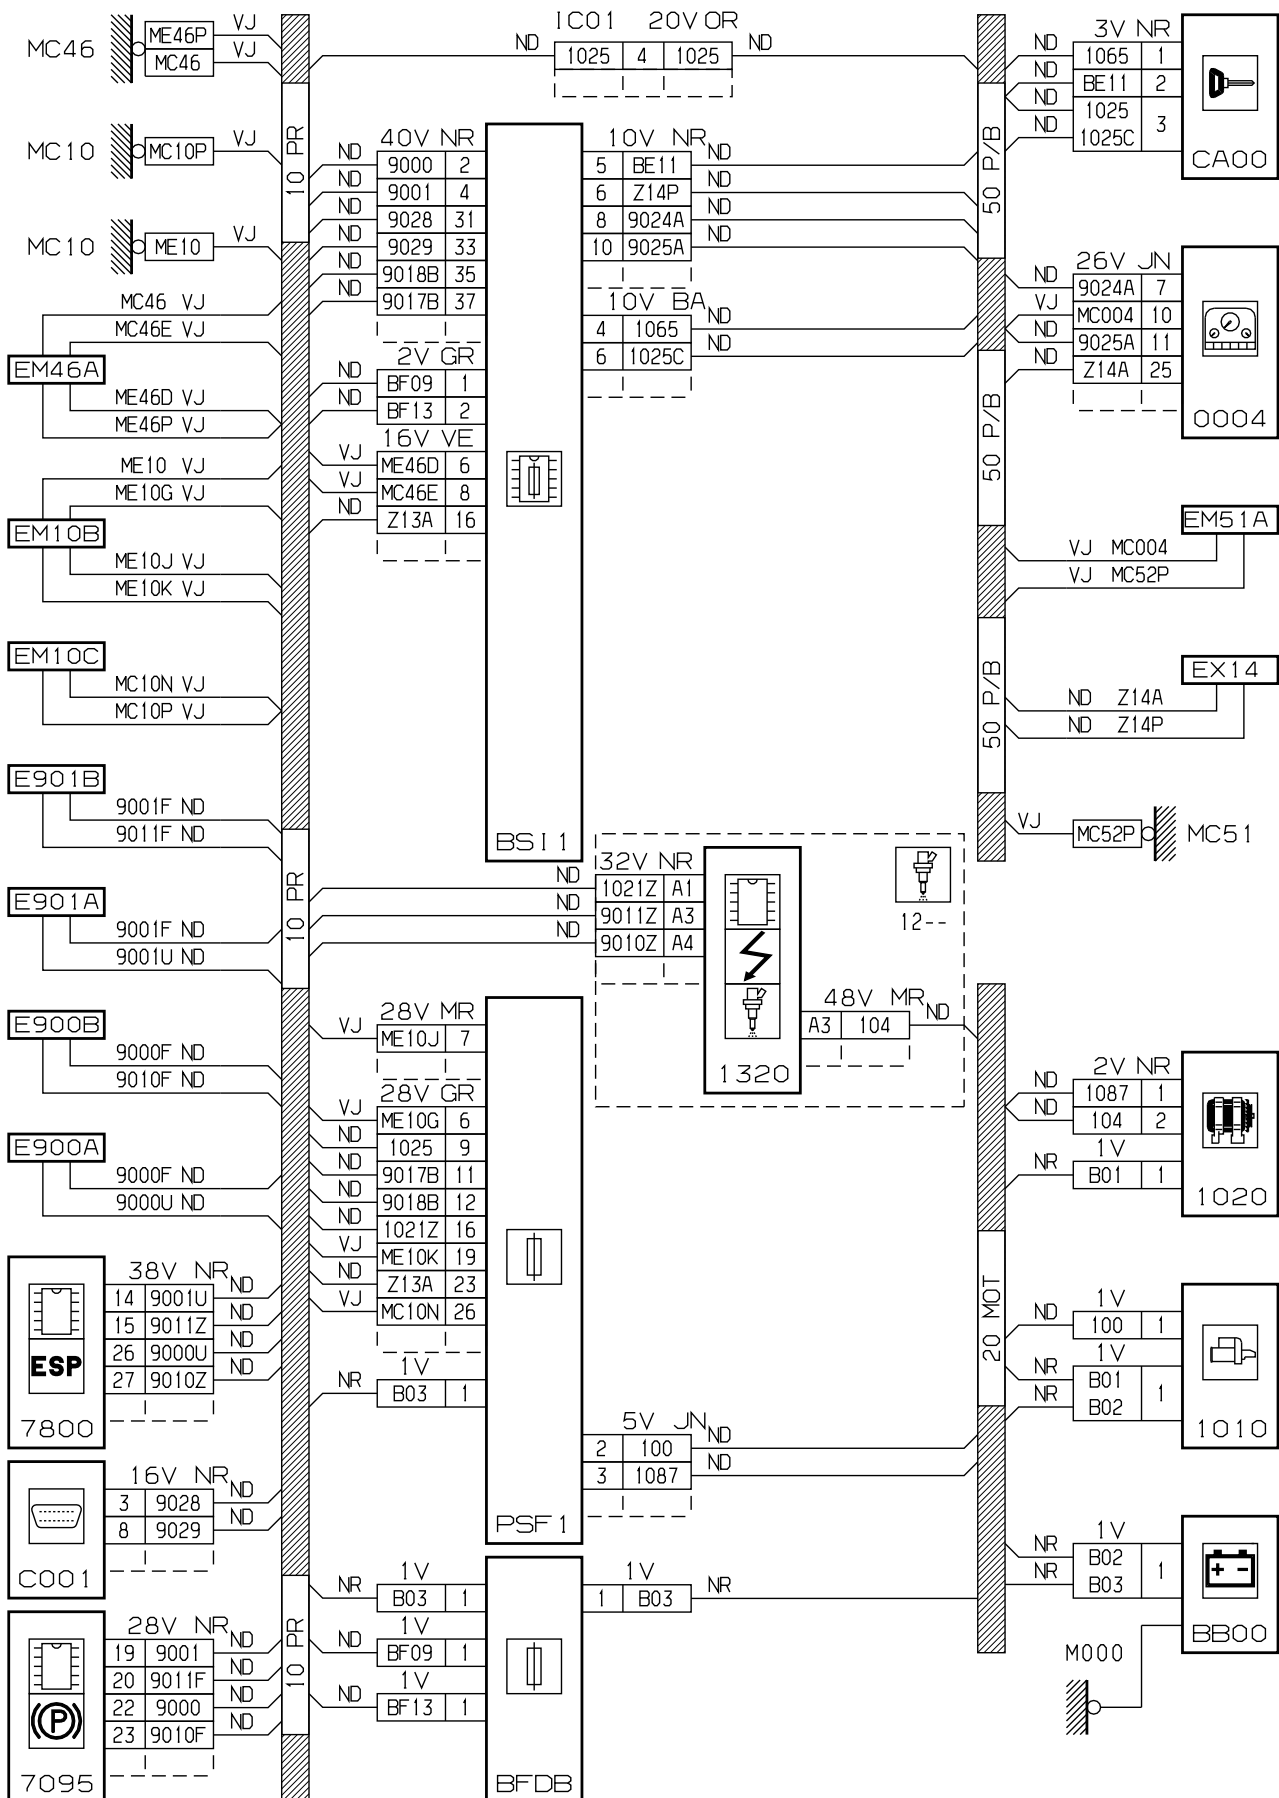 MC46
ME46P VJ
MC46 VJ
MC10
MC10P VJ
MC10
ME10 VJ
MC46 VJ
MC46E VJ
EM46A
ME46D VJ
ME46P VJ
ME10 VJ
ME10G VJ
EM10B
ME10J VJ
ME10K VJ
EM10C
MC10N VJ
MC10P VJ
E901B
9001F ND
9011F ND
E901A
9001F ND
9001U ND
E900B
9000F ND
9010F ND
E900A
9000F ND
9000U ND
38V NR
14 9001U ND
15 9011Z ND
26 9000U ND
27 9010Z ND
ESP
7800
16V NR
3 9028 ND
8 9029 ND
C001
28V NR
19 9001 ND
20 9011F ND
22 9000 ND
23 9010F ND
(P)
7095
10 PR
10 PR
10 PR
IC01 20V OR
ND 1025 4 1025 ND
40V NR
ND 9000 2
ND 9001 4
ND 9028 31
ND 9029 33
ND 9018B 35
ND 9017B 37
2V GR
ND BF09 1
ND BF13 2
16V VE
VJ ME46D 6
VJ MC46E 8
ND Z13A 16
BSI1
10V NR
5 BE11 ND
6 Z14P ND
8 9024A ND
10 9025A ND
10V BA
4 1065 ND
6 1025C ND
32V NR
ND 1021Z A1
ND 9011Z A3
ND 9010Z A4
12--
48V MR
A3 104 ND
1320
28V MR
VJ ME10J 7
28V GR
VJ ME10G 6
ND 1025 9
ND 9017B 11
ND 9018B 12
ND 1021Z 16
VJ ME10K 19
ND Z13A 23
VJ MC10N 26
1V
NR B03 1
5V JN
2 100 ND
3 1087 ND
PSF1
1V
NR B03 1
1V
ND BF09 1
1V
ND BF13 1
1V
1 B03 NR
BFDB
50 P/B
50 P/B
50 P/B
20 MOT
3V NR
ND 1065 1
ND BE11 2
ND 1025 3
ND 1025C
CA00
26V JN
ND 9024A 7
VJ MC004 10
ND 9025A 11
ND Z14A 25
0004
EM51A
VJ MC004
VJ MC52P
EX14
ND Z14A
ND Z14P
VJ MC52P MC51
2V NR
ND 1087 1
ND 104 2
1V
NR B01 1
1020
1V
ND 100 1
1V
NR B01 1
NR B02
1010
1V
NR B02 1
NR B03
+ -
BB00
M000